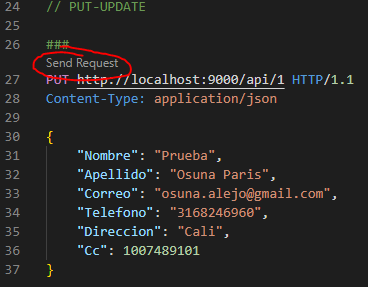 24 // PUT-UPDATE
25
26 ###
Send Request
27 PUT http://localhost:9000/api/1 HTTP/1.1
28 Content-Type: application/json
29
30 {
31 "Nombre": "Prueba",
32 "Apellido": "Osuna Paris",
33 "Correo": "osuna.alejo@gmail.com",
34 "Telefono": "3168246960",
35 "Direccion": "Cali",
36 "Cc": 1007489101
37 }